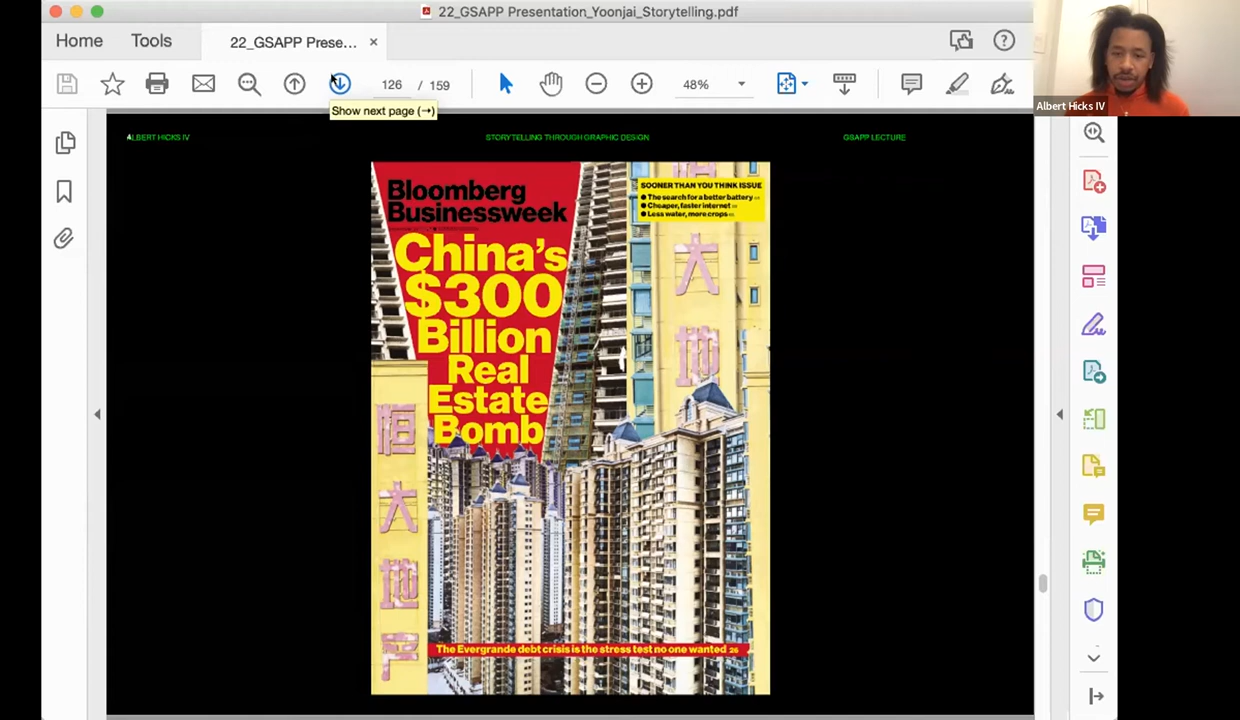 22_GSAPP Presentation_Yoonjai_Storytelling.pdf
Home
Tools
22_GSAPP Prese...
126 / 159
48%
Show next page (→)
Albert Hicks IV
ALBERT HICKS IV
STORYTELLING THROUGH GRAPHIC DESIGN
GSAPP LECTURE
Bloomberg
Businessweek
SOONER THAN YOU THINK ISSUE
The search for a better battery
Cheaper, faster internet
Less water, more crops
China's
$300
Billion
Real
Estate
Bomb
大
地
恒
大
地
产
The Evergrande debt crisis is the stress test no one wanted 26